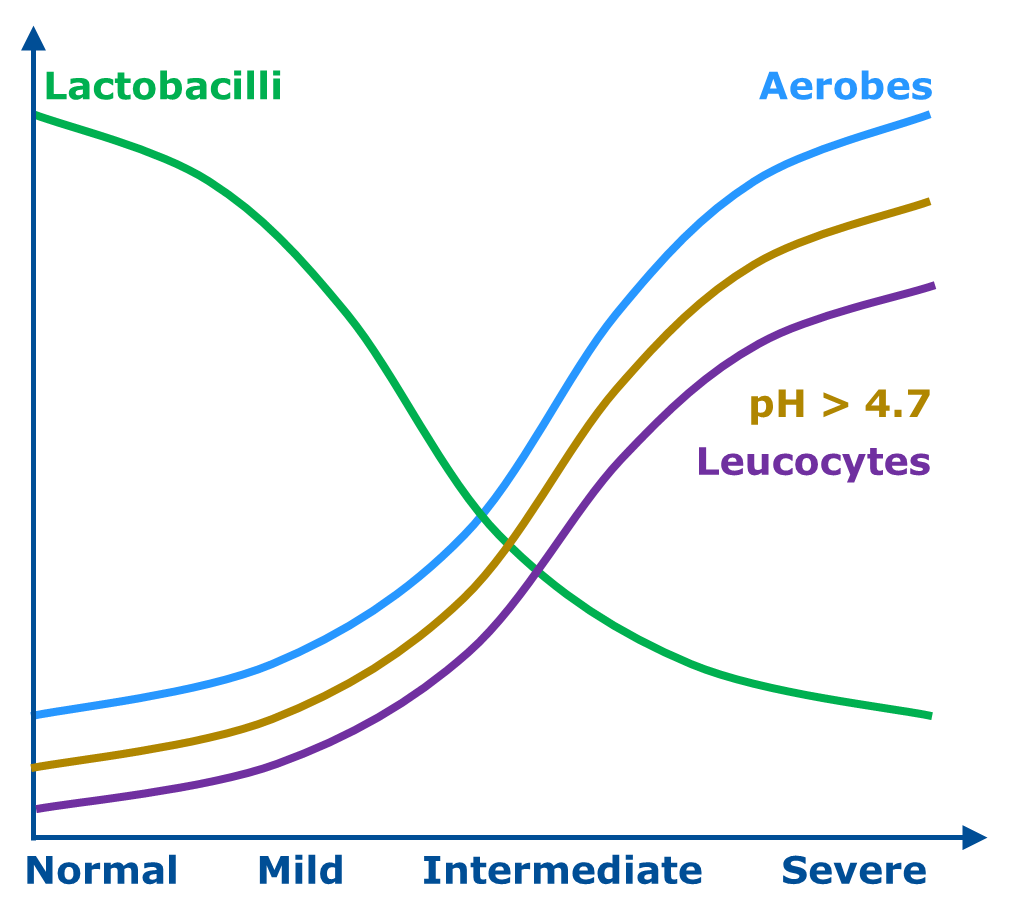 Lactobacilli
Aerobes
pH > 4.7
Leucocytes
Normal Mild Intermediate Severe